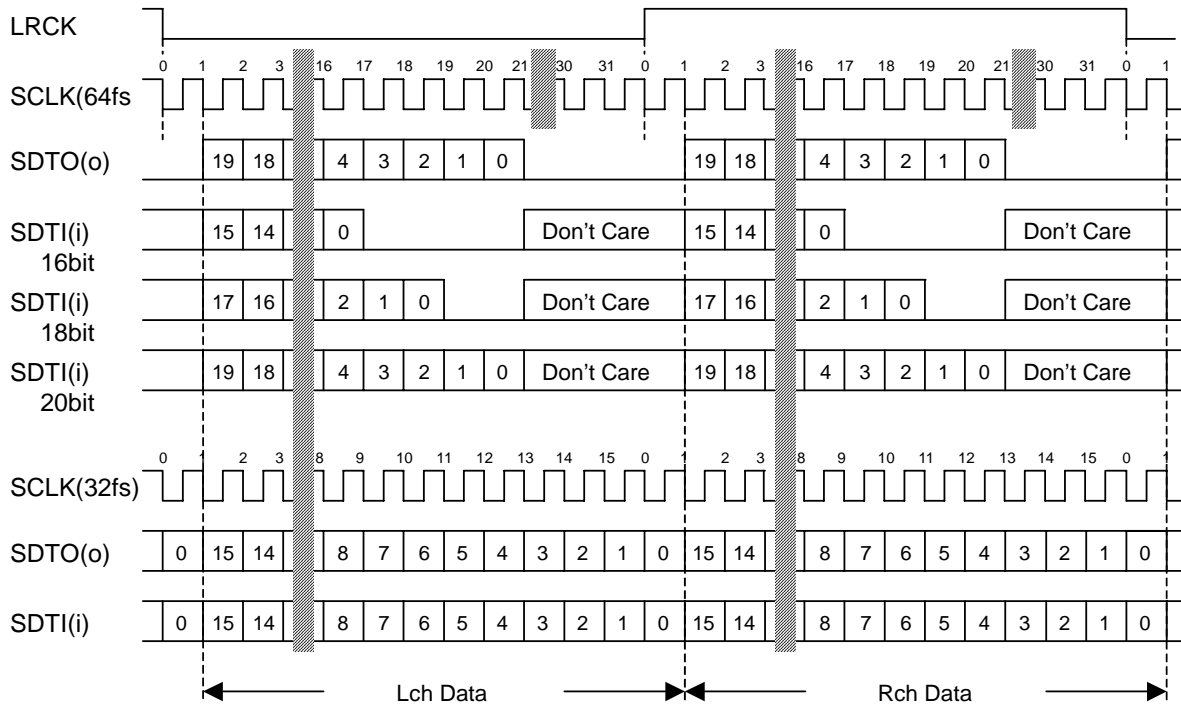 LRCK
0 1 2 3 16 17 18 19 20 21 30 31 0 1 2 3 16 17 18 19 20 21 30 31 0 1
SCLK(64fs
SDTO(o) 19 18 4 3 2 1 0 19 18 4 3 2 1 0
SDTI(i) 15 14 0 Don't Care 15 14 0 Don't Care
16bit
SDTI(i) 17 16 2 1 0 Don't Care 17 16 2 1 0 Don't Care
18bit
SDTI(i) 19 18 4 3 2 1 0 Don't Care 19 18 4 3 2 1 0 Don't Care
20bit
0 1 2 3 8 9 10 11 12 13 14 15 0 1 2 3 8 9 10 11 12 13 14 15 0 1
SCLK(32fs)
SDTO(o) 0 15 14 8 7 6 5 4 3 2 1 0 15 14 8 7 6 5 4 3 2 1 0
SDTI(i) 0 15 14 8 7 6 5 4 3 2 1 0 15 14 8 7 6 5 4 3 2 1 0
Lch Data Rch Data